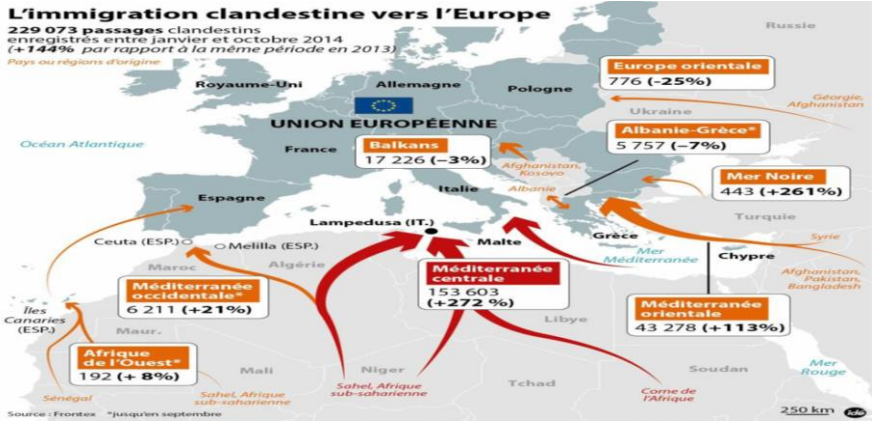 L'immigration clandestine vers l'Europe
229 073 passages clandestins
enregistrés entre janvier et octobre 2014
(+144% par rapport à la même période en 2013)
Pays ou régions d'origine
Russie
Europe orientale
776 (-25%)
Géorgie,
Afghanistan
Royaume-Uni
Allemagne
Pologne
Ukraine
UNION EUROPÉENNE
Océan Atlantique
France
Balkans
17 226 (–3%)
Albanie-Grèce*
5 757 (–7%)
Afghanistan,
Kosovo
Albanie
Mer Noire
443 (+261%)
Espagne
Italie
Turquie
Lampedusa (IT.)
Grèce
Malte
Mer
Méditerranée
Chypre
Syrie
Afghanistan,
Pakistan,
Bangladesh
Ceuta (ESP.)
Melilla (ESP.)
Maroc
Algérie
Méditerranée
occidentale*
6 211 (+21%)
Méditerranée
centrale
153 603
(+272 %)
Méditerranée
orientale
43 278 (+113%)
Îles
Canaries
(ESP.)
Libye
Maur.
Afrique
de l'Ouest*
192 (+ 8%)
Mali
Niger
Tchad
Soudan
Mer
Rouge
Sénégal
Sahel, Afrique
sub-saharienne
Sahel, Afrique
sub-saharienne
Corne de
l'Afrique
Source : Frontex *jusqu'en septembre
250 km
idé